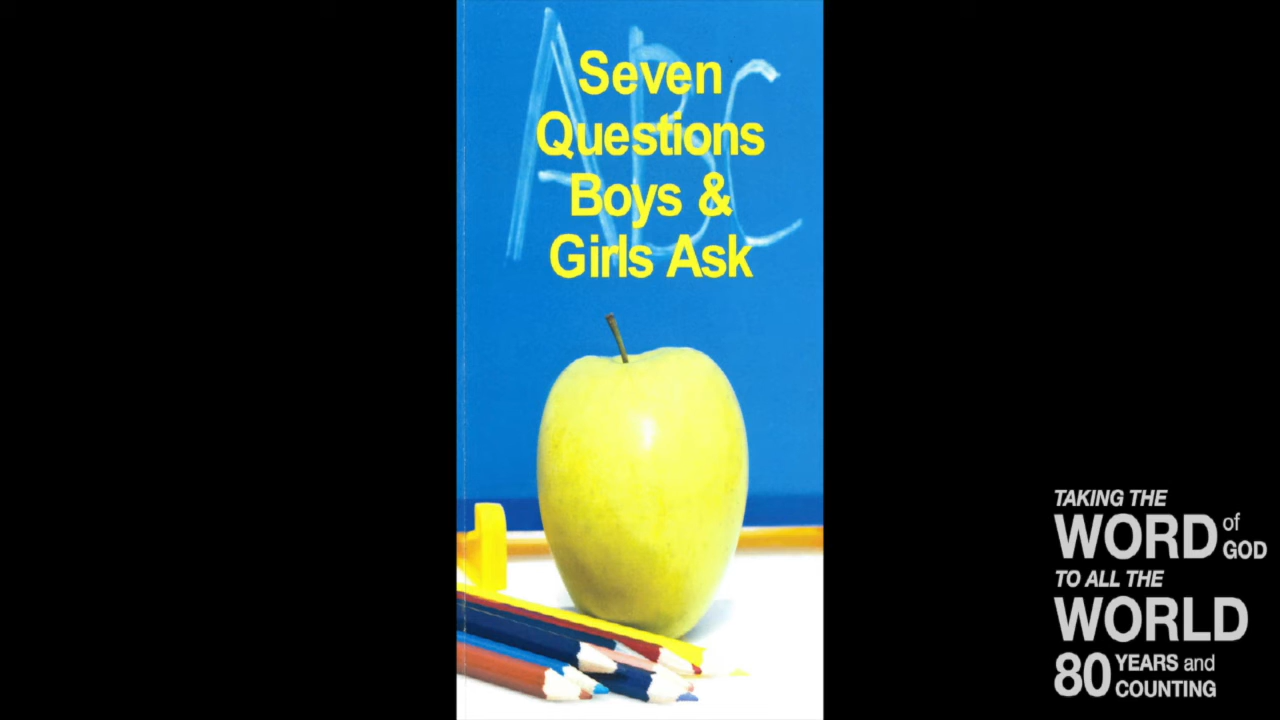 ABC
Seven
Questions
Boys &
Girls Ask
TAKING THE
WORD of GOD
TO ALL THE
WORLD
80 YEARS and COUNTING